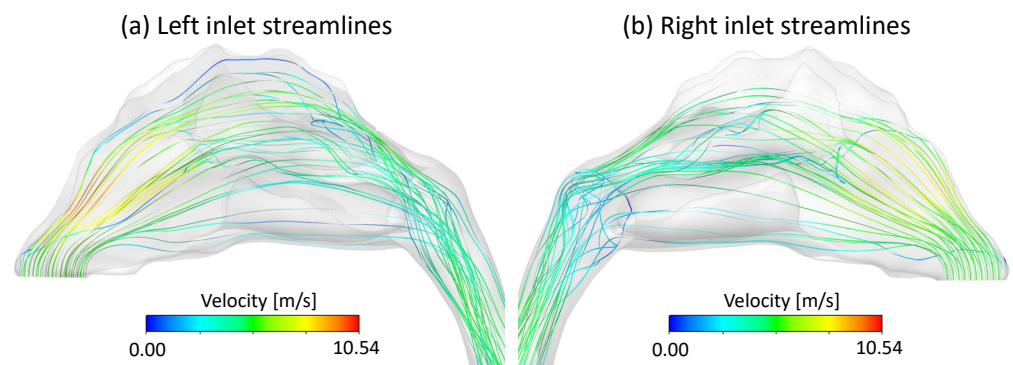 (a) Left inlet streamlines
(b) Right inlet streamlines
Velocity [m/s]
0.00
10.54
Velocity [m/s]
0.00
10.54